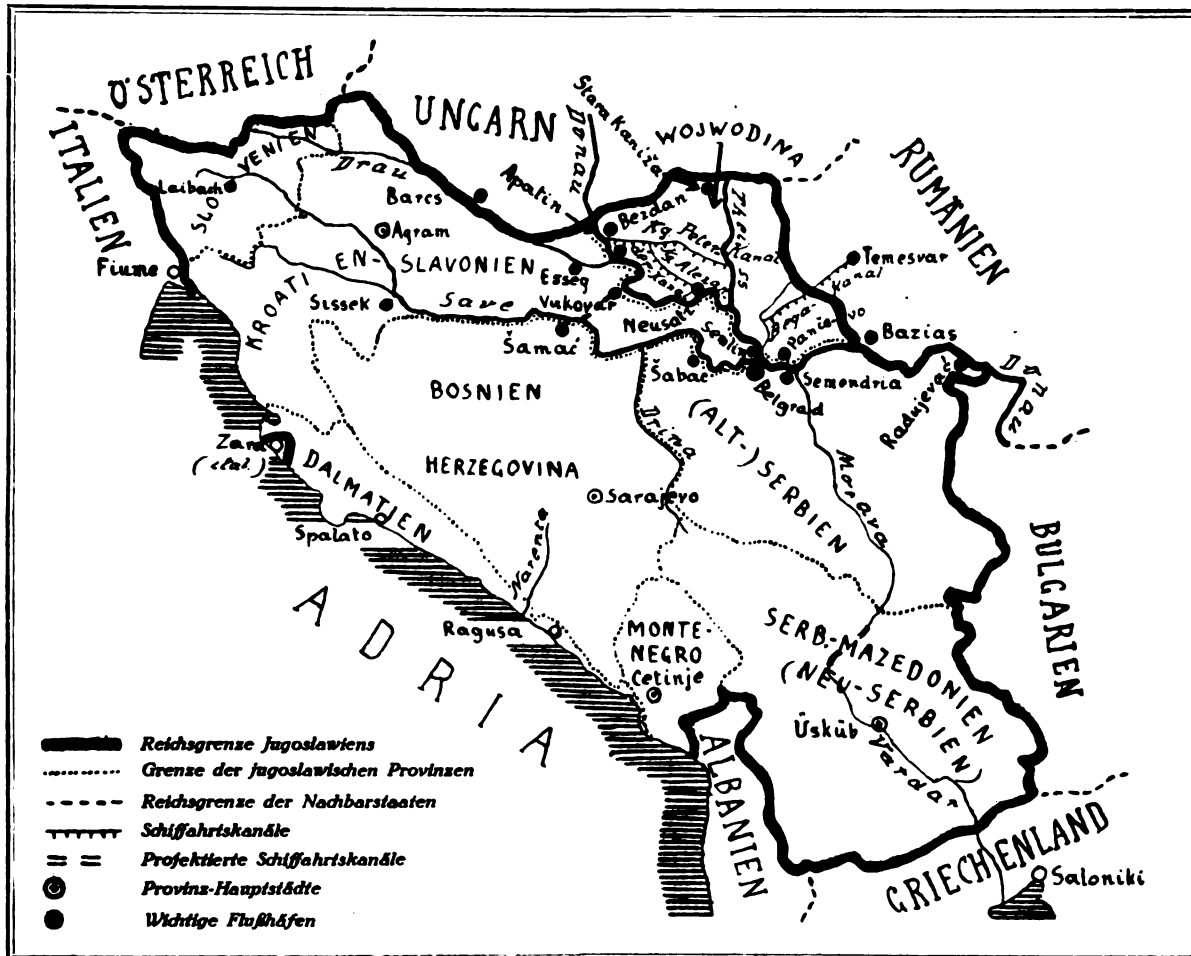 ÖSTERREICH
UNGARN
ITALIEN
WOJWODINA
RUMÄNIEN
Stara Kaniža
Donau
Apatin
Drau
Barcs
Bezdan
SLOVENIEN
Laibach
Agram
Kg. Peter Kanal
Theiss
Temesvar
Bega Kanal
KROATIEN-SLAVONIEN
Esseg
Vukovar
Fiume
Sissek
Save
Neusatz
Semlin
Bazias
Šamac
Šabac
Belgrad
Semendria
Radujevac
Donau
BOSNIEN
HERZEGOVINA
Drina
(ALT-)SERBIEN
Morava
Zara
(ital.)
DALMATIEN
Sarajevo
Spalato
Narenta
BULGARIEN
ADRIA
Ragusa
MONTE-
NEGRO
Cetinje
SERB.-MAZEDONIEN
(NEU-SERBIEN)
Üsküb
Vardar
ALBANIEN
GRIECHENLAND
Saloniki
Reichsgrenze Jugoslawiens
Grenze der jugoslawischen Provinzen
Reichsgrenze der Nachbarstaaten
Schiffahrtskanäle
Projektierte Schiffahrtskanäle
Provinz-Hauptstädte
Wichtige Flußhäfen